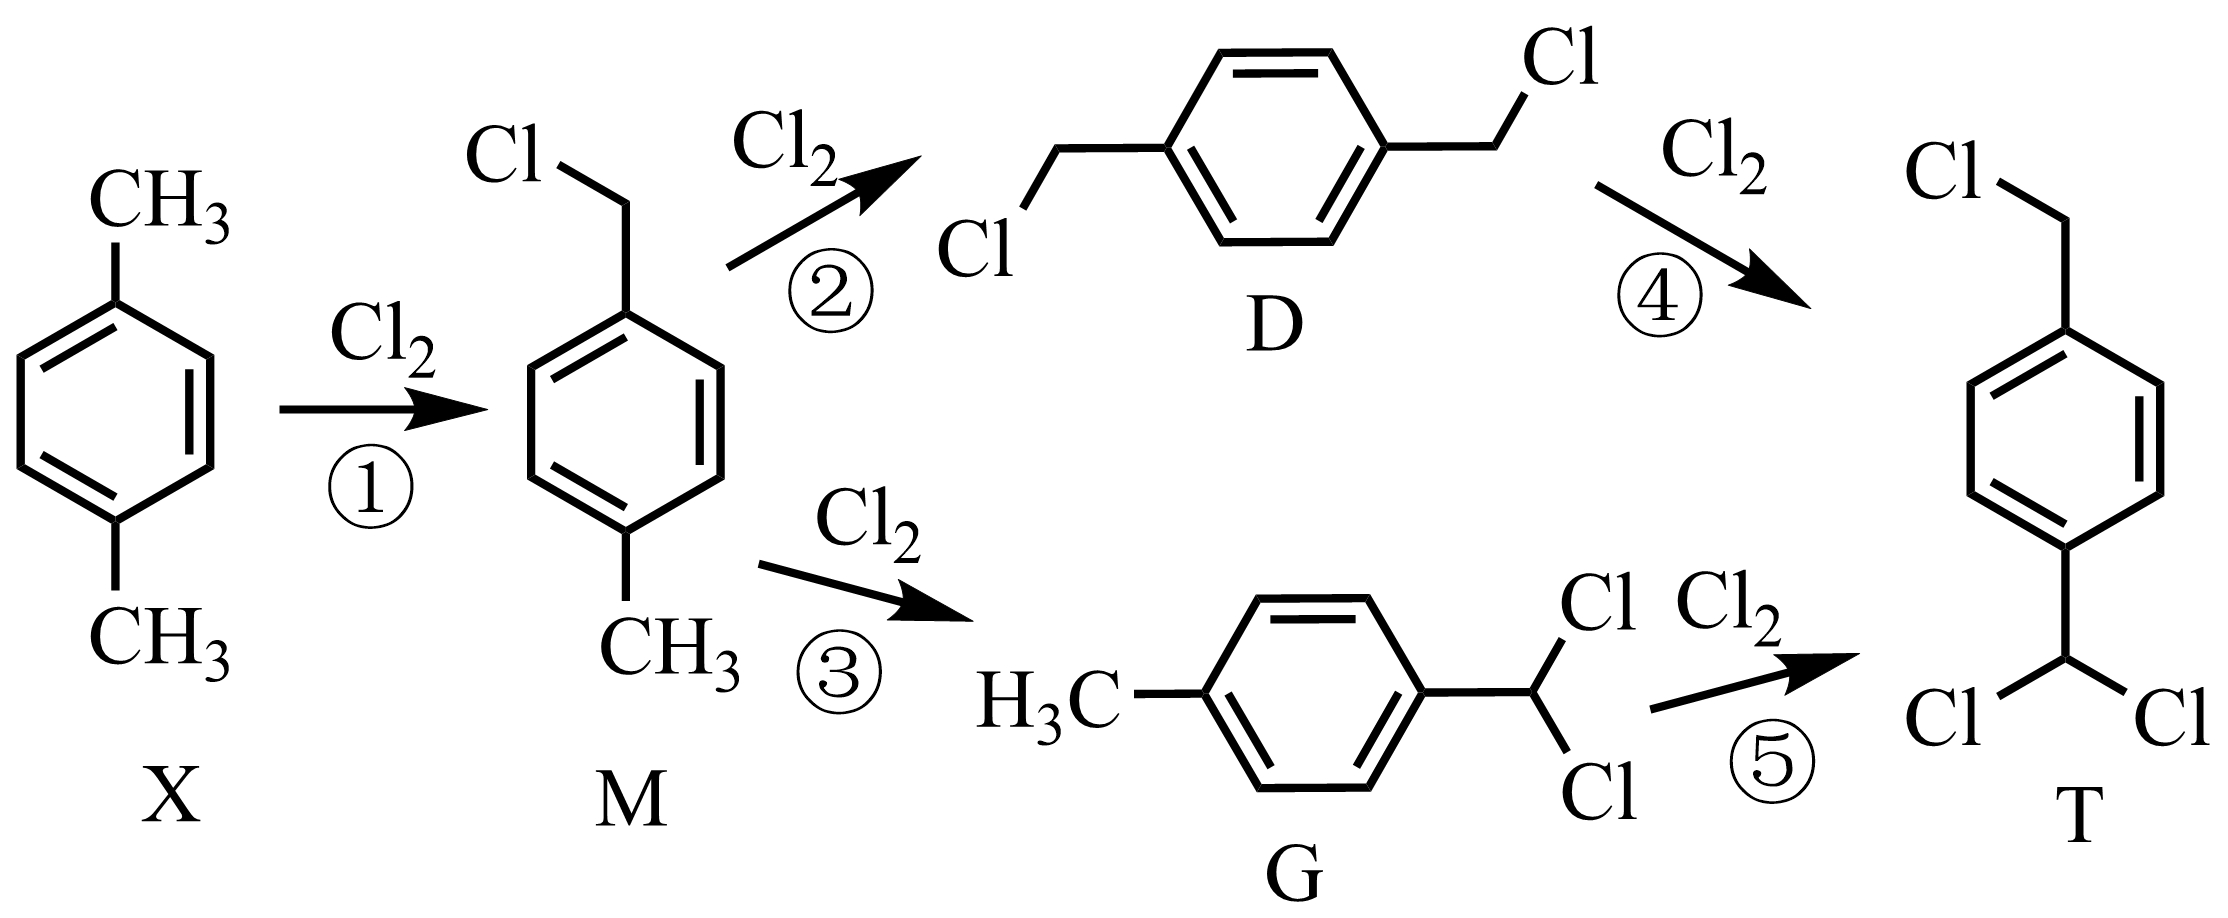 CH₃
CH₃
X
Cl₂
①
Cl
CH₃
M
Cl₂
②
Cl
Cl
D
Cl₂
③
H₃C
Cl
Cl
G
Cl₂
④
Cl₂
⑤
Cl
Cl
Cl
T